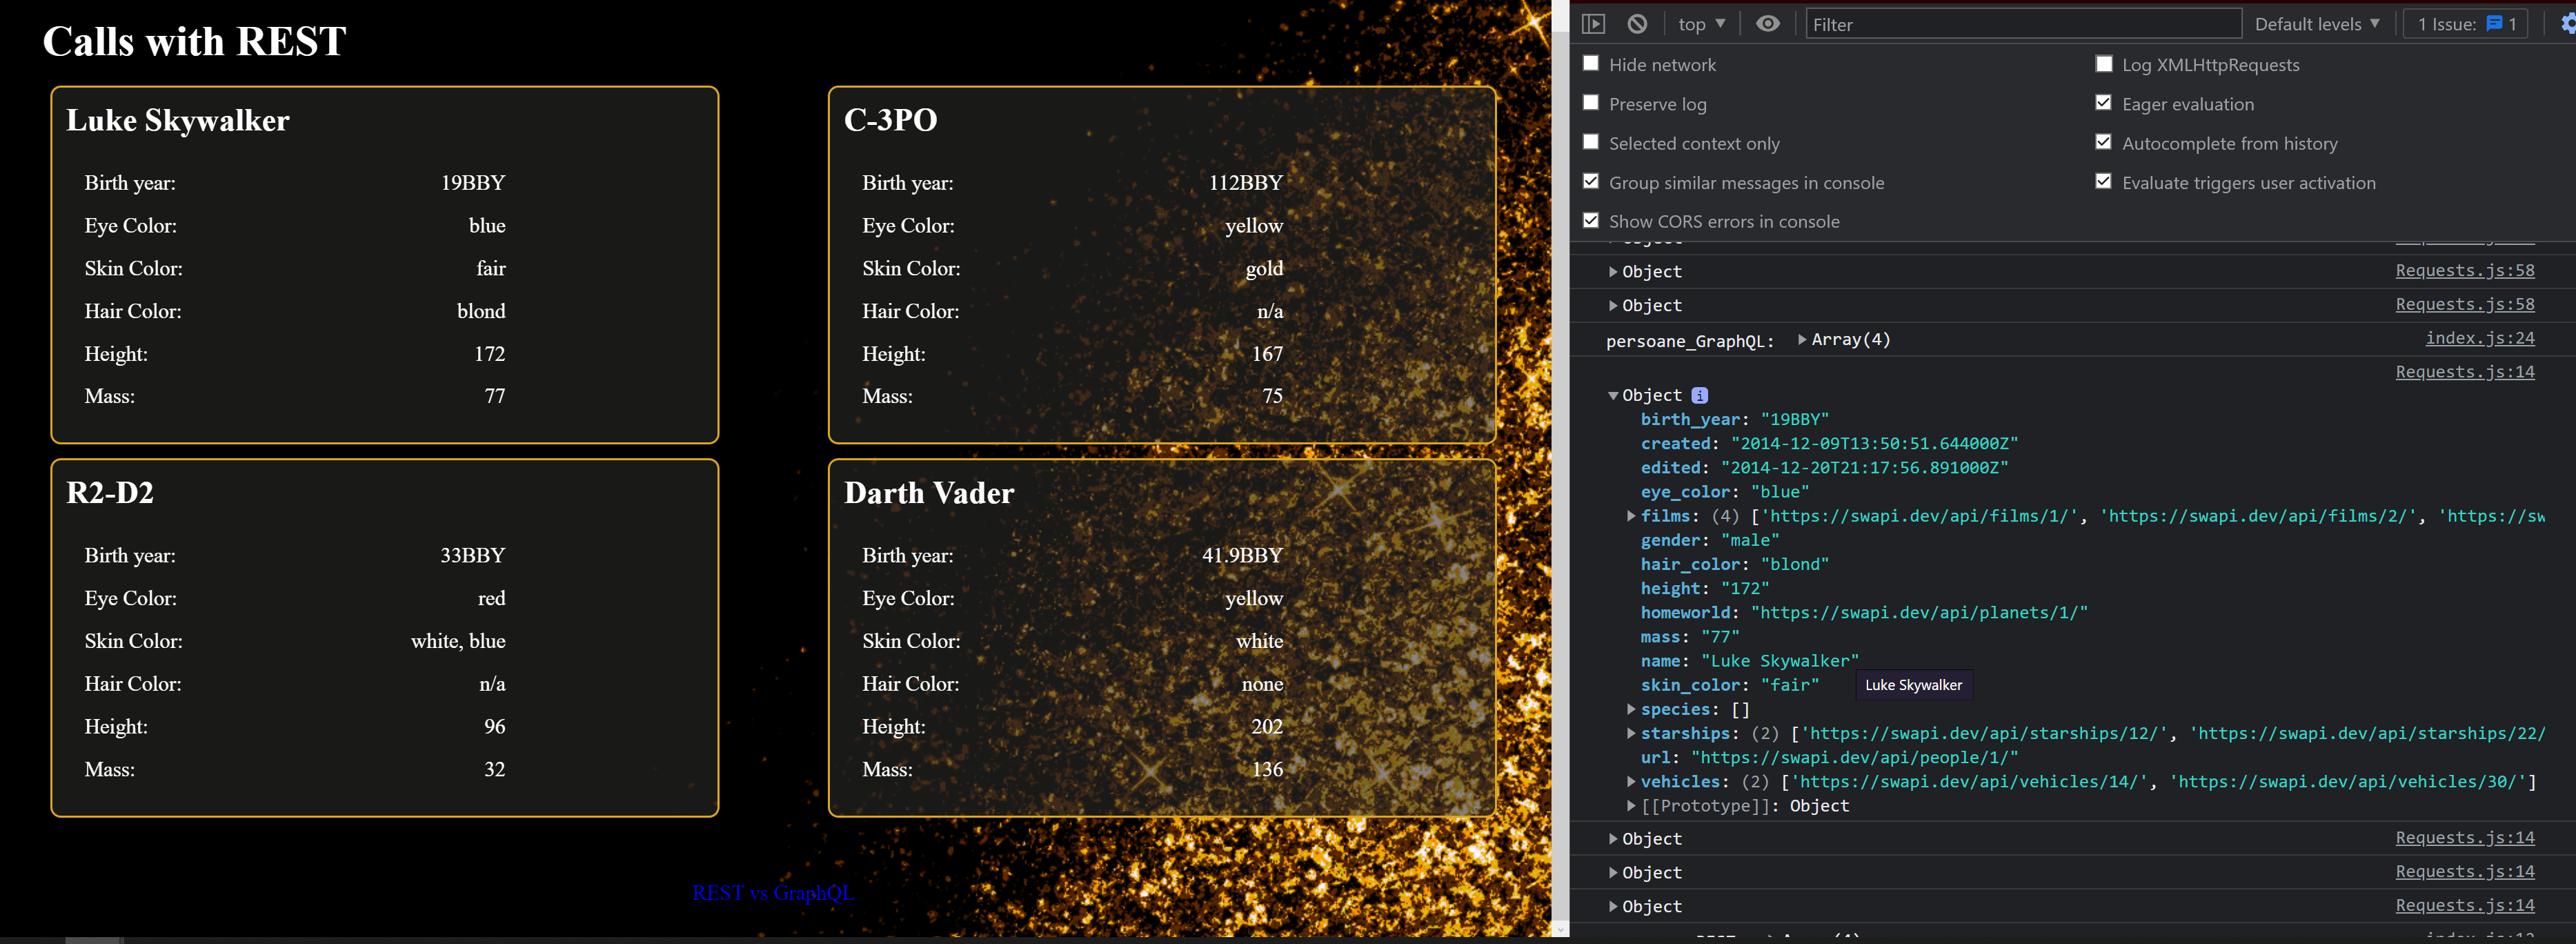 Calls with REST
Luke Skywalker
Birth year: 19BBY
Eye Color: blue
Skin Color: fair
Hair Color: blond
Height: 172
Mass: 77
C-3PO
Birth year: 112BBY
Eye Color: yellow
Skin Color: gold
Hair Color: n/a
Height: 167
Mass: 75
R2-D2
Birth year: 33BBY
Eye Color: red
Skin Color: white, blue
Hair Color: n/a
Height: 96
Mass: 32
Darth Vader
Birth year: 41.9BBY
Eye Color: yellow
Skin Color: white
Hair Color: none
Height: 202
Mass: 136
REST vs GraphQL
top Filter Default levels 1 Issue: 1
Hide network
Log XMLHttpRequests
Preserve log
Eager evaluation
Selected context only
Autocomplete from history
Group similar messages in console
Evaluate triggers user activation
Show CORS errors in console
Object Requests.js:58
Object Requests.js:58
persoane_GraphQL: Array(4) index.js:24
Requests.js:14
Object i
birth_year: "19BBY"
created: "2014-12-09T13:50:51.644000Z"
edited: "2014-12-20T21:17:56.891000Z"
eye_color: "blue"
films: (4) ['https://swapi.dev/api/films/1/', 'https://swapi.dev/api/films/2/', 'https://sw
gender: "male"
hair_color: "blond"
height: "172"
homeworld: "https://swapi.dev/api/planets/1/"
mass: "77"
name: "Luke Skywalker"
skin_color: "fair"
Luke Skywalker
species: []
starships: (2) ['https://swapi.dev/api/starships/12/', 'https://swapi.dev/api/starships/22/
url: "https://swapi.dev/api/people/1/"
vehicles: (2) ['https://swapi.dev/api/vehicles/14/', 'https://swapi.dev/api/vehicles/30/']
[[Prototype]]: Object
Object Requests.js:14
Object Requests.js:14
Object Requests.js:14